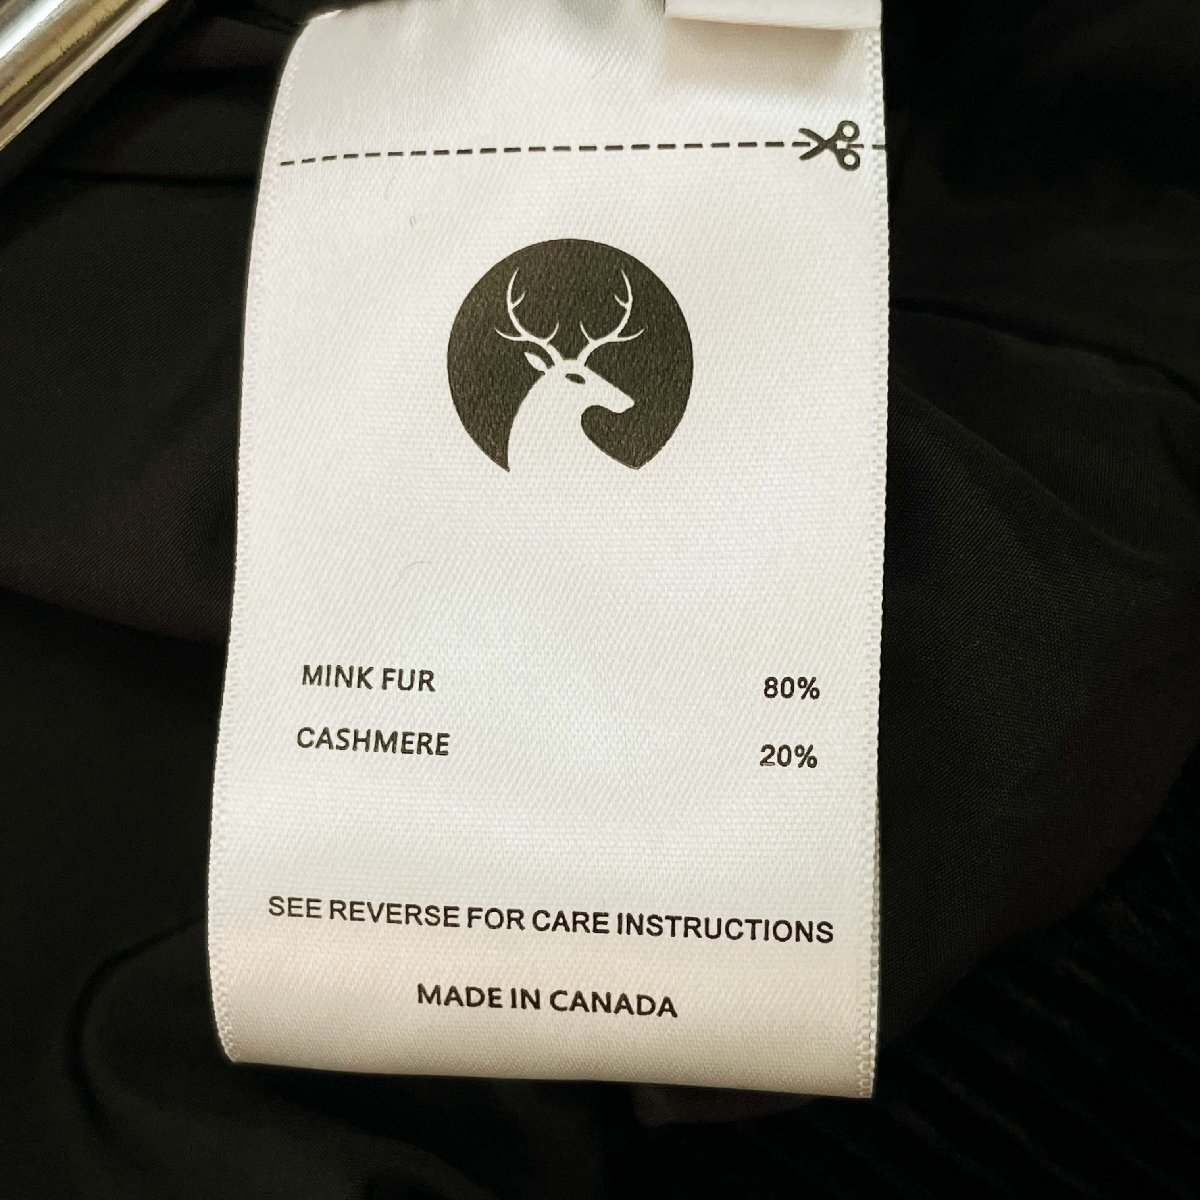 MINK FUR 80%
CASHMERE 20%
SEE REVERSE FOR CARE INSTRUCTIONS
MADE IN CANADA